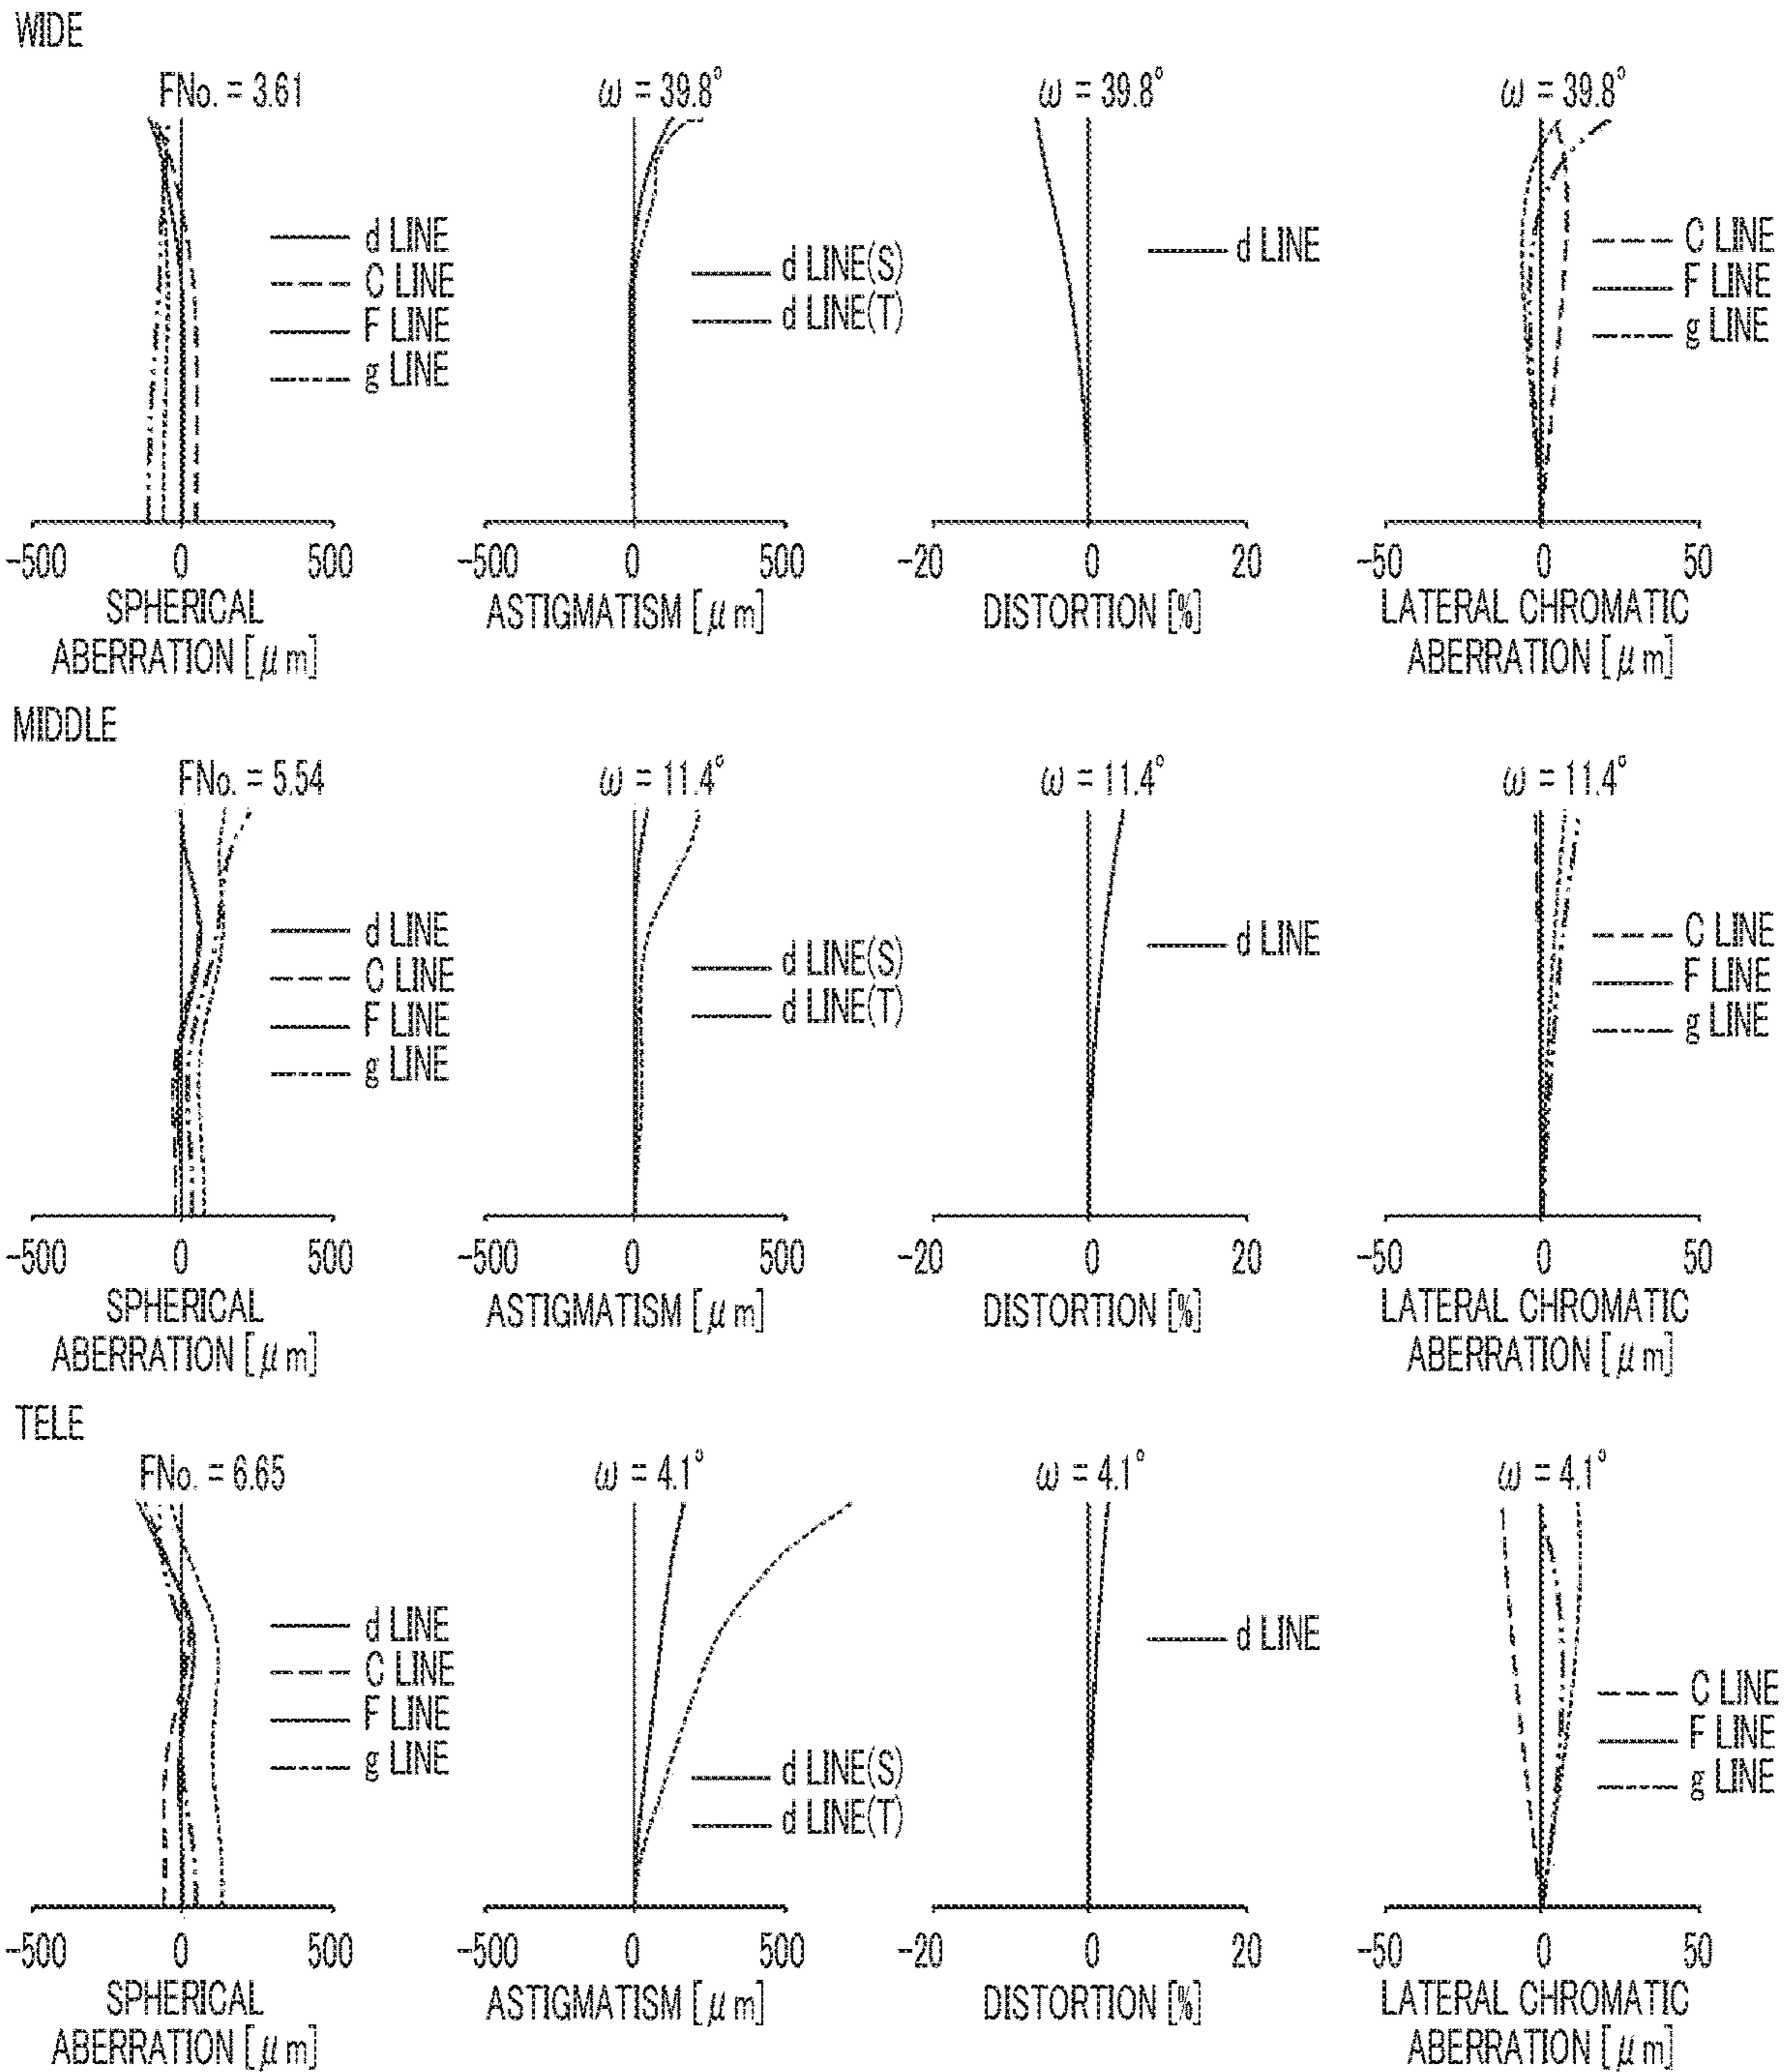 WIDE
FNo. = 3.61
ω = 39.8°
ω = 39.8°
ω = 39.8°
d LINE
C LINE
F LINE
g LINE
d LINE(S)
d LINE(T)
d LINE
C LINE
F LINE
g LINE
-500 0 500
-500 0 500
-20 0 20
-50 0 50
SPHERICAL
ABERRATION [μm]
ASTIGMATISM [μm]
DISTORTION [%]
LATERAL CHROMATIC
ABERRATION [μm]
MIDDLE
FNo. = 5.54
ω = 11.4°
ω = 11.4°
ω = 11.4°
d LINE
C LINE
F LINE
g LINE
d LINE(S)
d LINE(T)
d LINE
C LINE
F LINE
g LINE
-500 0 500
-500 0 500
-20 0 20
-50 0 50
SPHERICAL
ABERRATION [μm]
ASTIGMATISM [μm]
DISTORTION [%]
LATERAL CHROMATIC
ABERRATION [μm]
TELE
FNo. = 6.65
ω = 4.1°
ω = 4.1°
ω = 4.1°
d LINE
C LINE
F LINE
g LINE
d LINE(S)
d LINE(T)
d LINE
C LINE
F LINE
g LINE
-500 0 500
-500 0 500
-20 0 20
-50 0 50
SPHERICAL
ABERRATION [μm]
ASTIGMATISM [μm]
DISTORTION [%]
LATERAL CHROMATIC
ABERRATION [μm]